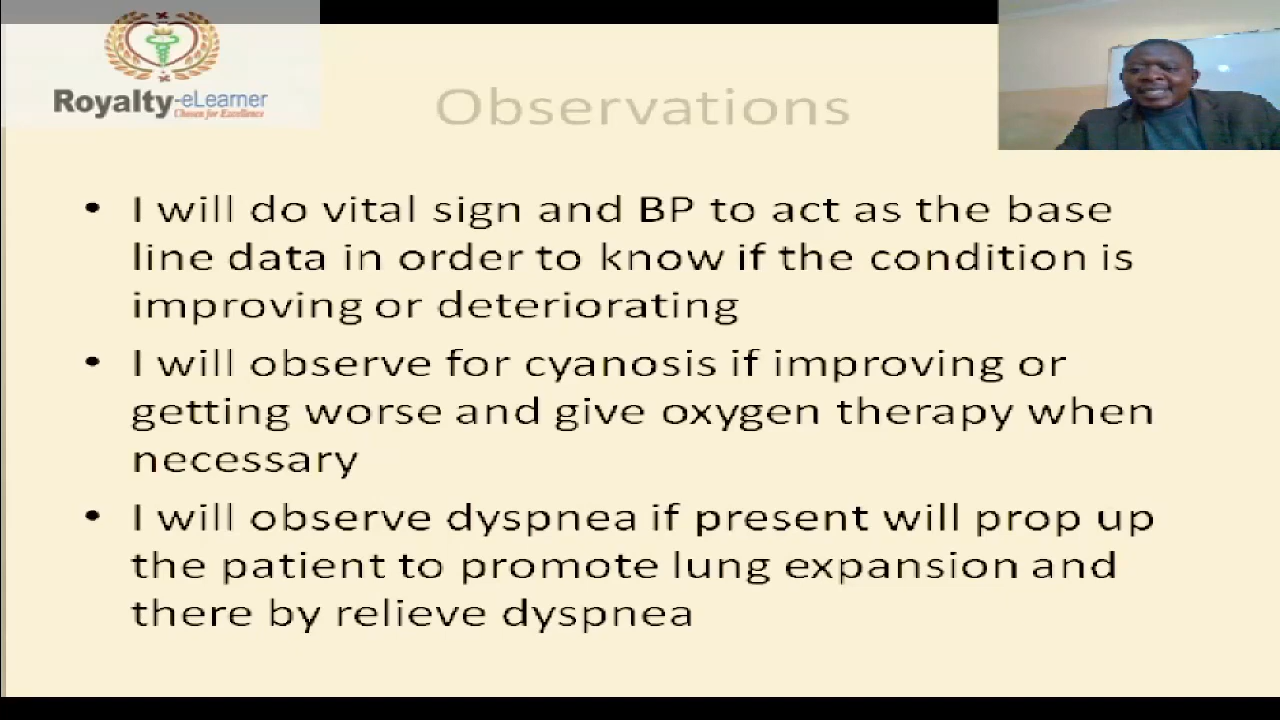 Royalty-eLearner
Chosen for Excellence
Observations
• I will do vital sign and BP to act as the base
line data in order to know if the condition is
improving or deteriorating
• I will observe for cyanosis if improving or
getting worse and give oxygen therapy when
necessary
• I will observe dyspnea if present will prop up
the patient to promote lung expansion and
there by relieve dyspnea